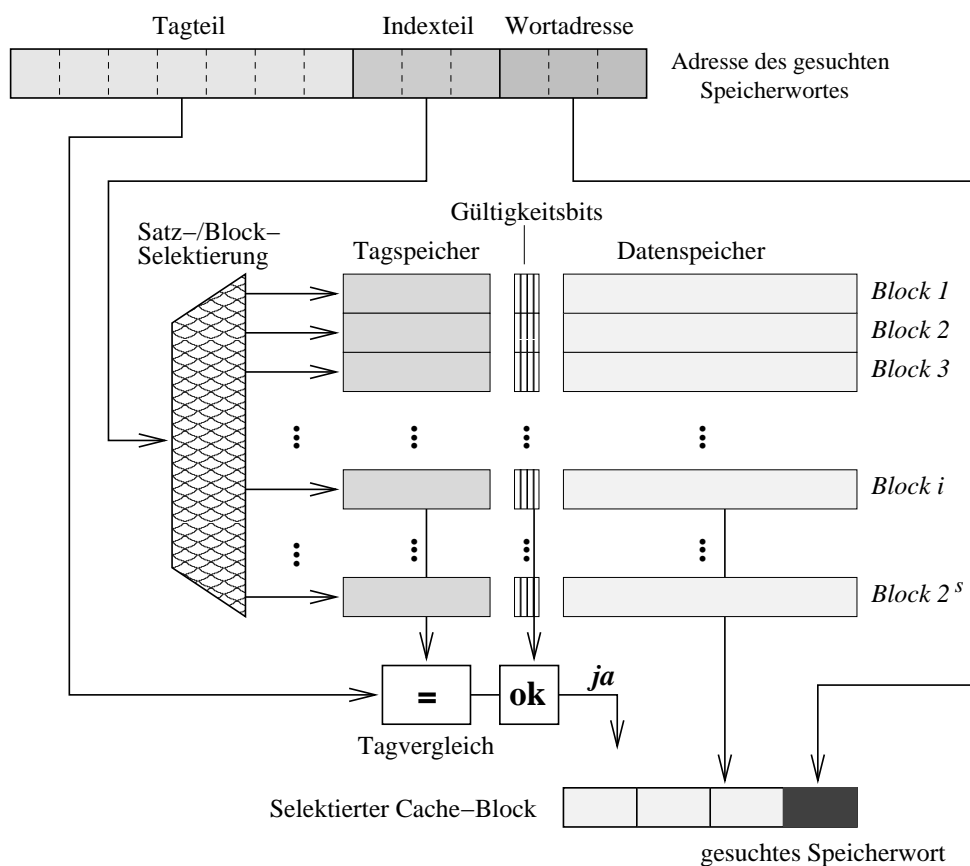 Tagteil
Indexteil
Wortadresse
Adresse des gesuchten
Speicherwortes
Gültigkeitsbits
Satz–/Block–
Selektierung
Tagspeicher
Datenspeicher
Block 1
Block 2
Block 3
Block i
Block 2 s
=
ok
ja
Tagvergleich
Selektierter Cache–Block
gesuchtes Speicherwort